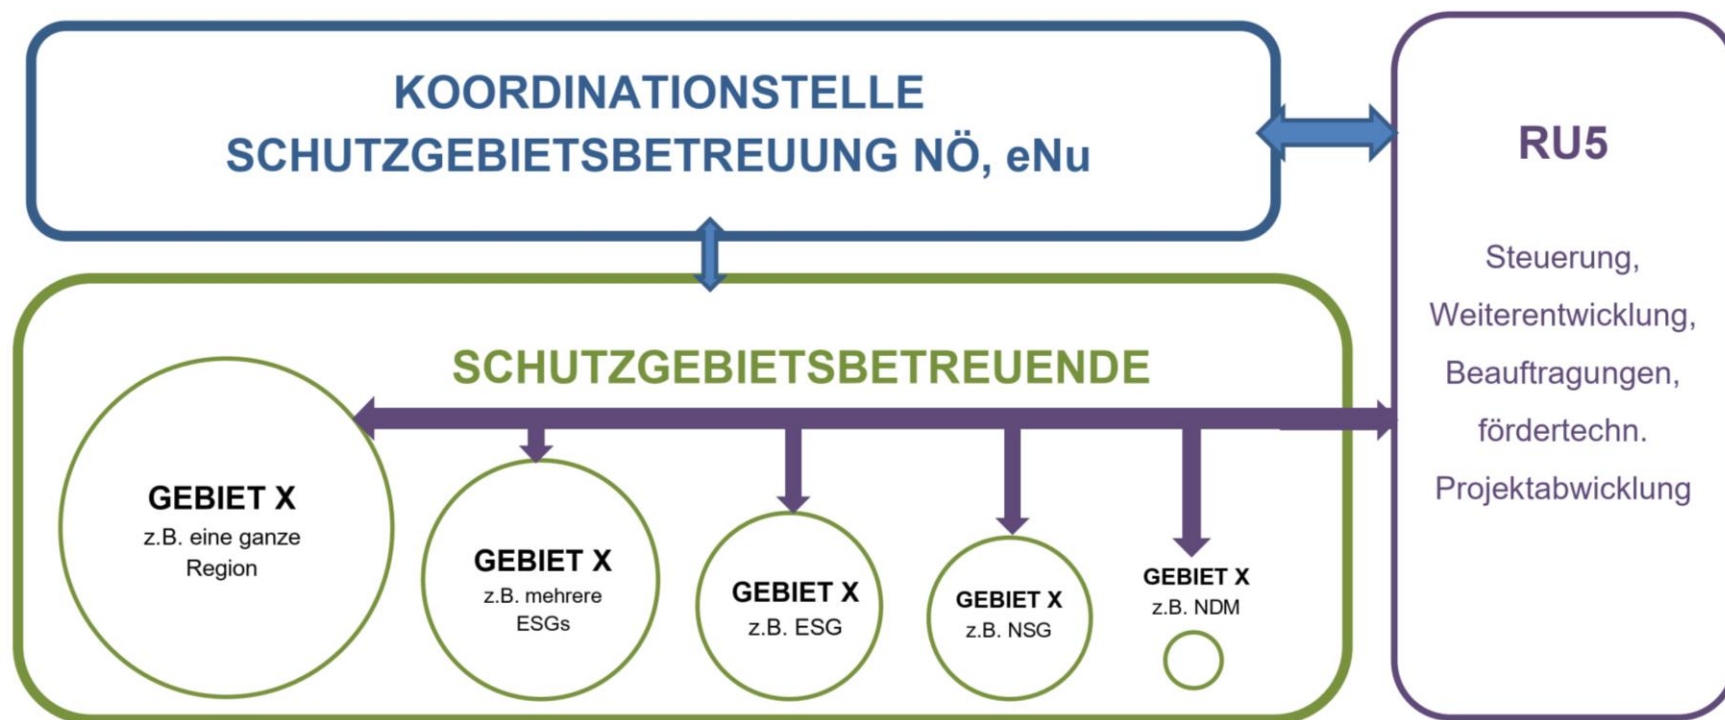 KOORDINATIONSTELLE
SCHUTZGEBIETSBETREUUNG NÖ, eNu
RU5
Steuerung,
Weiterentwicklung,
Beauftragungen,
fördertechn.
Projektabwicklung
SCHUTZGEBIETSBETREUENDE
GEBIET X
z.B. eine ganze
Region
GEBIET X
z.B. mehrere
ESGs
GEBIET X
z.B. ESG
GEBIET X
z.B. NSG
GEBIET X
z.B. NDM